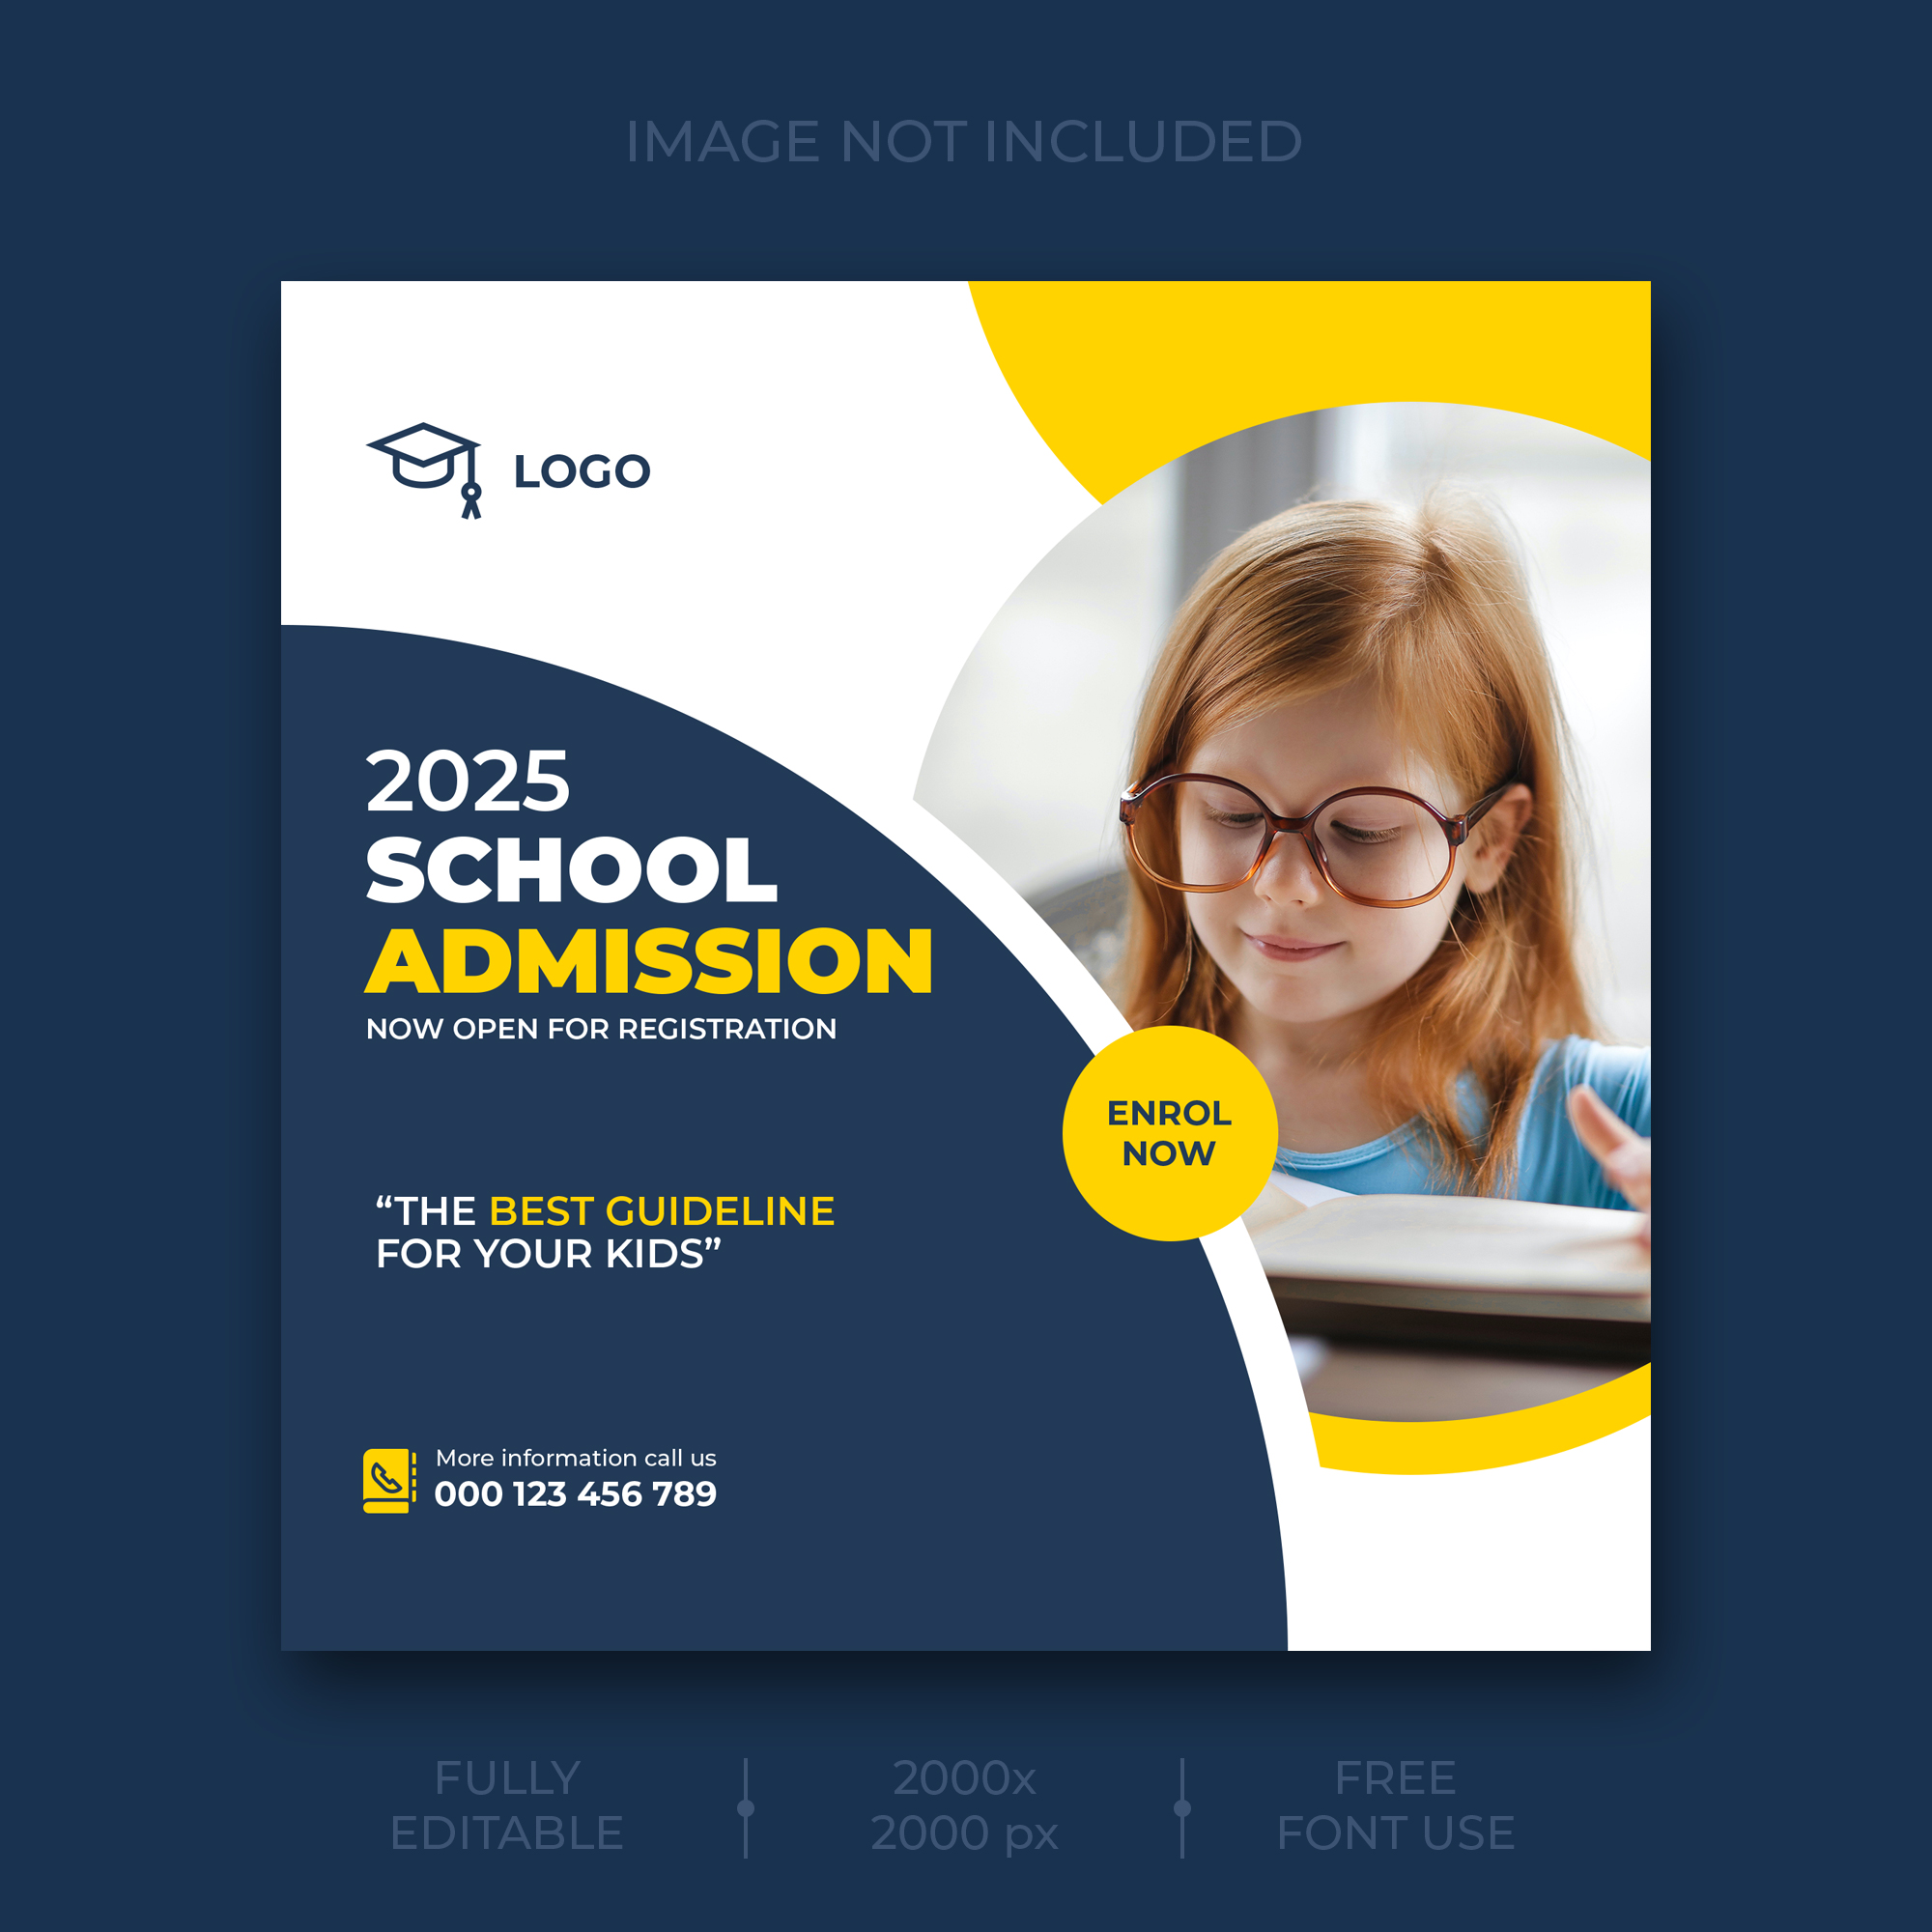 IMAGE NOT INCLUDED
LOGO
2025
SCHOOL
ADMISSION
NOW OPEN FOR REGISTRATION
ENROL
NOW
“THE BEST GUIDELINE
FOR YOUR KIDS”
More information call us
000 123 456 789
FULLY
EDITABLE
2000x
2000 px
FREE
FONT USE